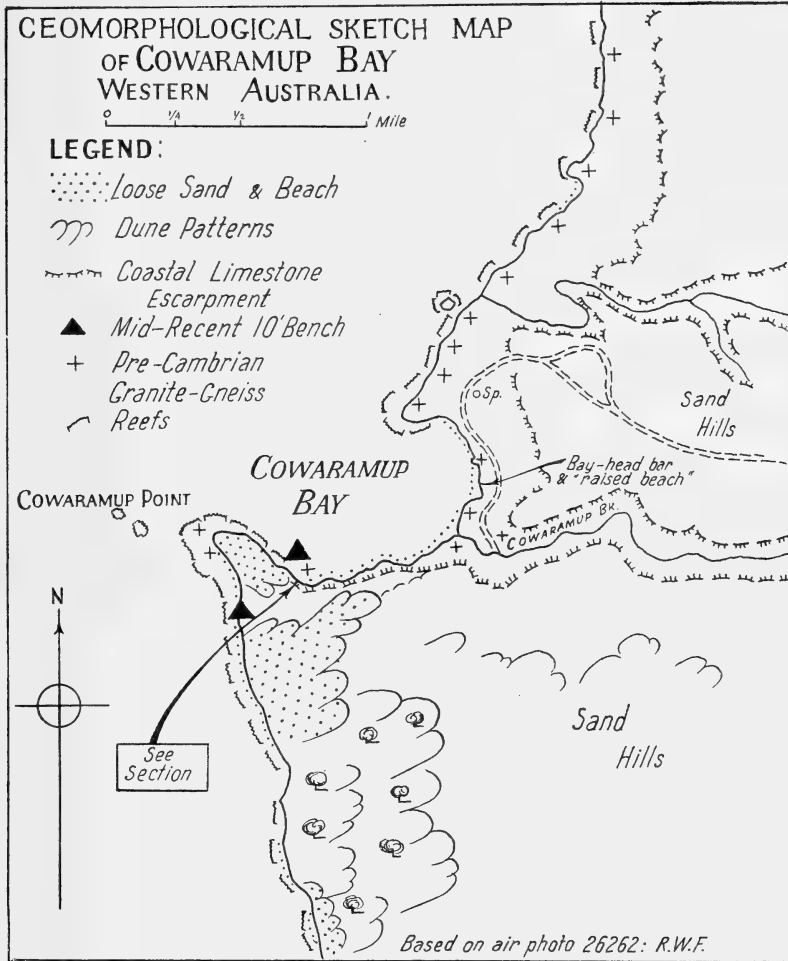 GEOMORPHOLOGICAL SKETCH MAP
OF COWARAMUP BAY
WESTERN AUSTRALIA.
0 1/4 1/2 1 Mile
LEGEND:
Loose Sand & Beach
Dune Patterns
Coastal Limestone
Escarpment
Mid-Recent 10' Bench
Pre-Cambrian
Granite-Gneiss
Reefs
Sp.
Sand
Hills
Bay-head bar
& "raised beach"
COWARAMUP
BAY
COWARAMUP POINT
COWARAMUP BK.
N
See
Section
Sand
Hills
Based on air photo 26262: R.W.F.